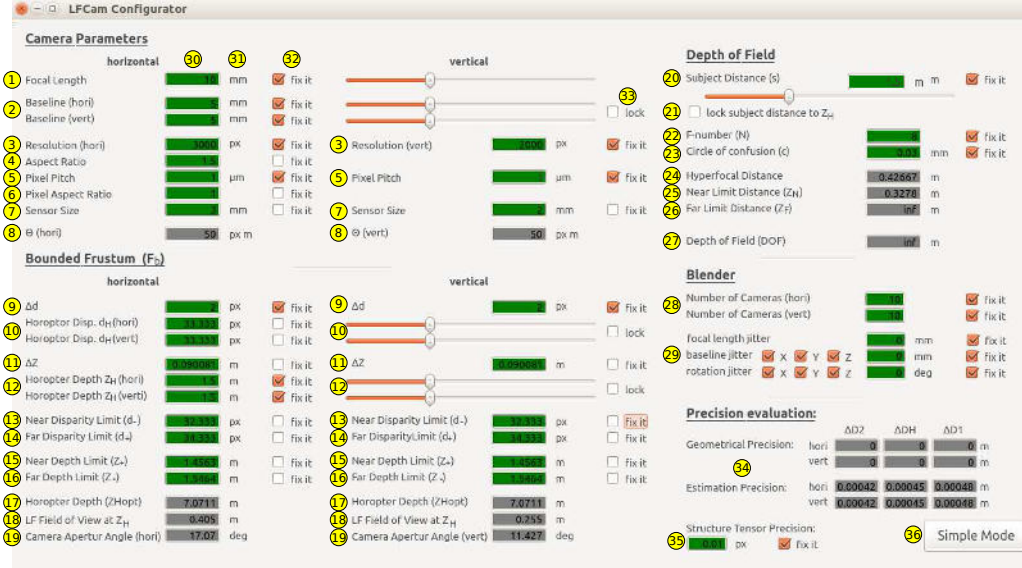 LFCam Configurator
Camera Parameters
horizontal 30 31 32 vertical
1 Focal Length 10 mm fix it
2 Baseline (hori) 5 mm fix it
Baseline (vert) 5 mm fix it 33 lock
3 Resolution (hori) 3000 px fix it 3 Resolution (vert) 2000 px fix it
4 Aspect Ratio 1.5 fix it
5 Pixel Pitch 1 μm fix it 5 Pixel Pitch μm fix it
6 Pixel Aspect Ratio 1 fix it
7 Sensor Size 3 mm fix it 7 Sensor Size 2 mm fix it
8 Θ (hori) 50 px m 8 Θ (vert) 50 px m
Bounded Frustum (Fb)
horizontal vertical
9 Δd 2 px fix it 9 Δd 2 px fix it
10 Horoptor Disp. dH (hori) 33.333 px fix it 10 lock
Horoptor Disp. dH (vert) 33.333 px fix it
11 ΔZ 0.090081 m fix it 11 ΔZ 0.090081 m fix it
12 Horopter Depth ZH (hori) 1.5 m fix it 12 lock
Horopter Depth ZH (verti) 1.5 m fix it
13 Near Disparity Limit (d-) 32.333 px fix it 13 Near Disparity Limit (d-) 32.333 px fix it
14 Far Disparity Limit (d+) 34.333 px fix it 14 Far DisparityLimit (d+) 34.333 px fix it
15 Near Depth Limit (Z+) 1.4563 m fix it 15 Near Depth Limit (Z+) 1.4563 m fix it
16 Far Depth Limit (Z-) 1.5464 m fix it 16 Far Depth Limit (Z-) 1.5464 m fix it
17 Horopter Depth (ZHopt) 7.0711 m 17 Horopter Depth (ZHopt) 7.0711 m
18 LF Field of View at ZH 0.405 m 18 LF Field of View at ZH 0.255 m
19 Camera Apertur Angle (hori) 17.07 deg 19 Camera Apertur Angle (vert) 11.427 deg
Depth of Field
20 Subject Distance (s) m m fix it
21 lock subject distance to ZH
22 F-number (N) 8 fix it
23 Circle of confusion (c) 0.03 mm fix it
24 Hyperfocal Distance 0.42667 m
25 Near Limit Distance (ZN) 0.3278 m
26 Far Limit Distance (ZF) inf m
27 Depth of Field (DOF) inf m
Blender
28 Number of Cameras (hori) 10 fix it
Number of Cameras (vert) 10 fix it
focal length jitter 0 mm fix it
29 baseline jitter X Y Z 0 mm fix it
rotation jitter X Y Z 0 deg fix it
Precision evaluation:
ΔD2 ΔDH ΔD1
Geometrical Precision: hori 0 0 0 m
34 vert 0 0 0 m
Estimation Precision: hori 0.00042 0.00045 0.00048 m
vert 0.00042 0.00045 0.00048 m
Structure Tensor Precision:
35 0.01 px fix it
36 Simple Mode